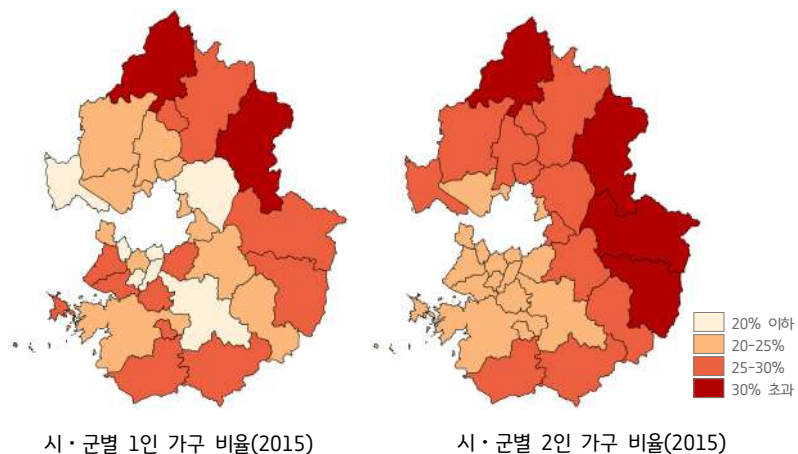 20% 이하
20-25%
25-30%
30% 초과
시・군별 1인 가구 비율(2015)
시・군별 2인 가구 비율(2015)